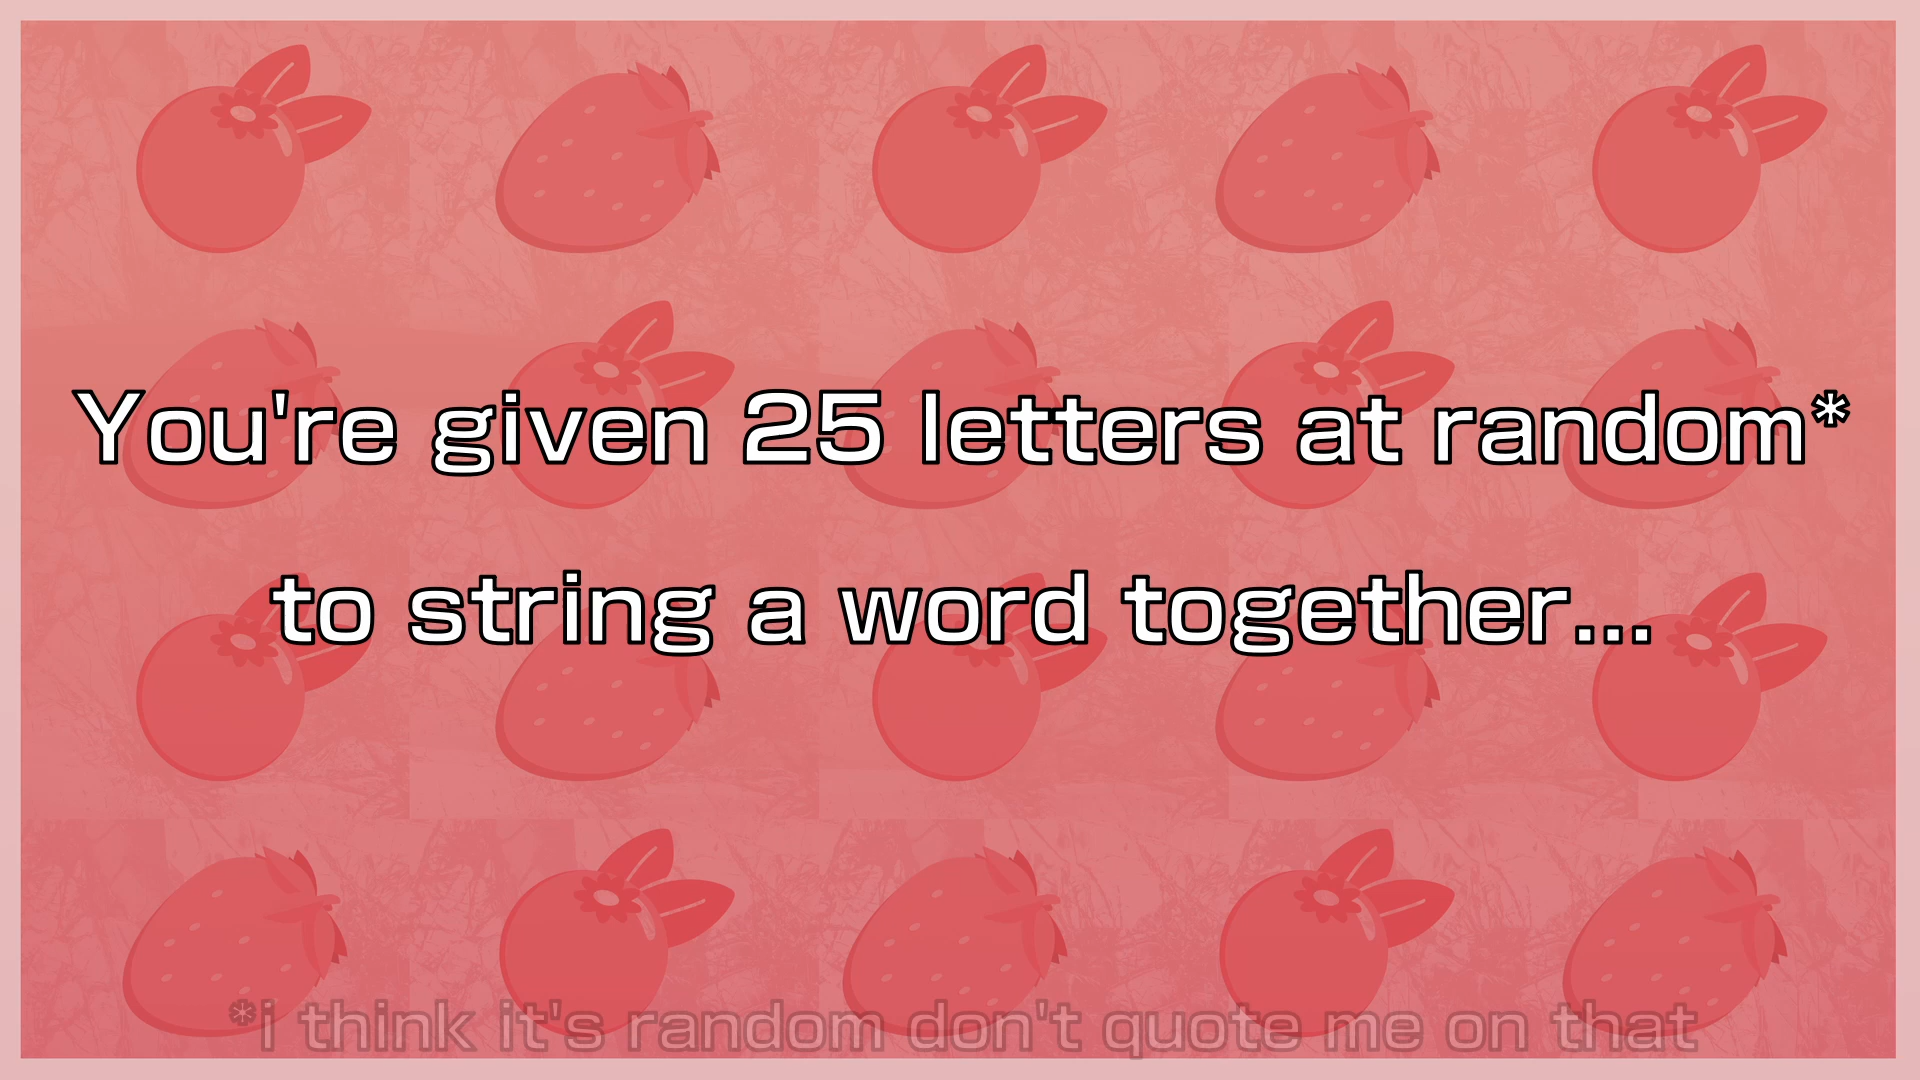 You're given 25 letters at random*
to string a word together...
*i think it's random don't quote me on that